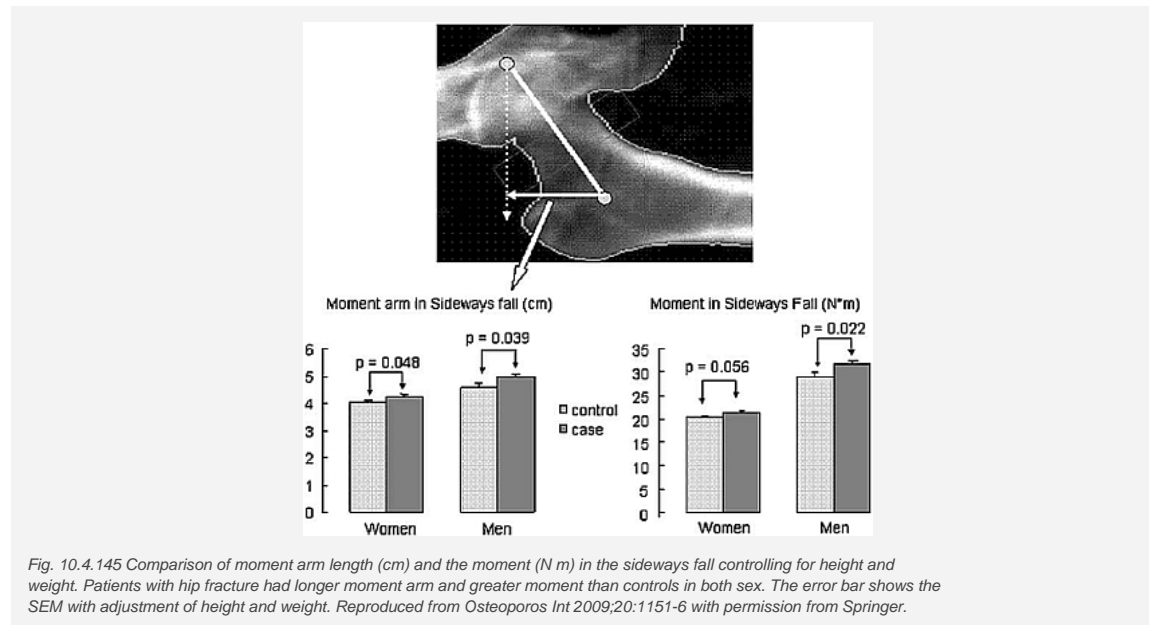 Moment arm in Sideways fall (cm)
Moment in Sideways Fall (N*m)
6
5
4
3
2
1
0
p = 0.048
p = 0.039
Women
Men
control
case
35
30
25
20
15
10
5
0
p = 0.056
p = 0.022
Women
Men
Fig. 10.4.145 Comparison of moment arm length (cm) and the moment (N m) in the sideways fall controlling for height and
weight. Patients with hip fracture had longer moment arm and greater moment than controls in both sex. The error bar shows the
SEM with adjustment of height and weight. Reproduced from Osteoporos Int 2009;20:1151-6 with permission from Springer.